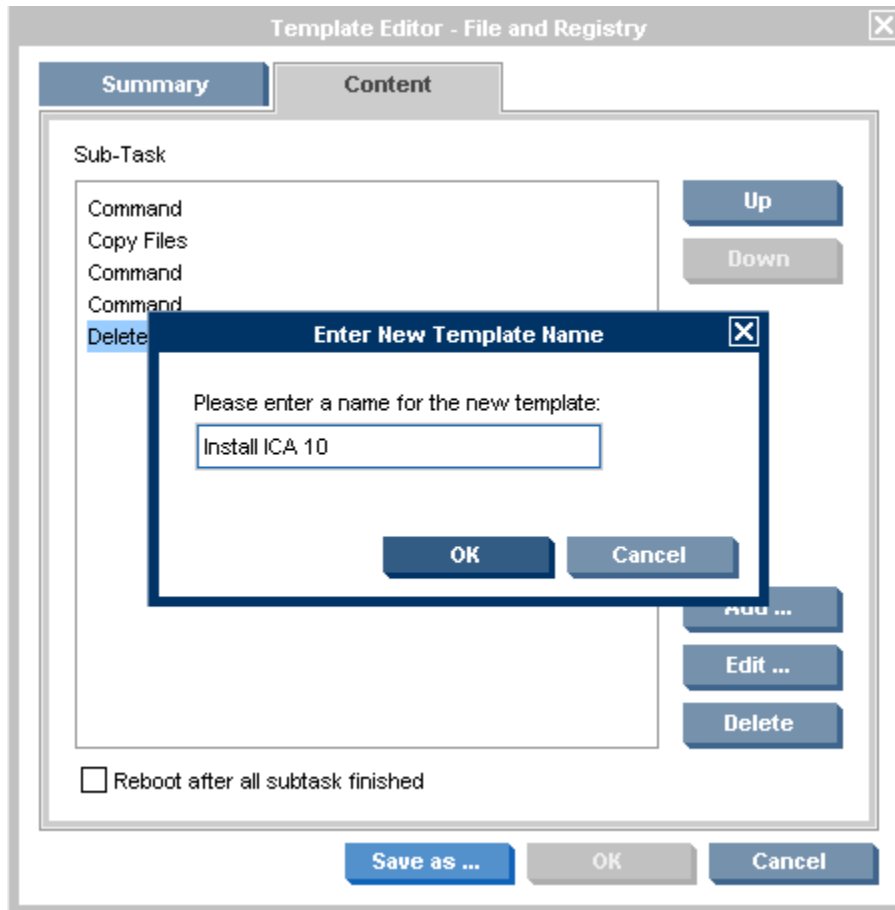 Template Editor - File and Registry
Summary
Content
Sub-Task
Command
Copy Files
Command
Command
Delete
Up
Down
Enter New Template Name
Please enter a name for the new template:
Install ICA 10
OK
Cancel
Add ...
Edit ...
Delete
Reboot after all subtask finished
Save as ...
OK
Cancel